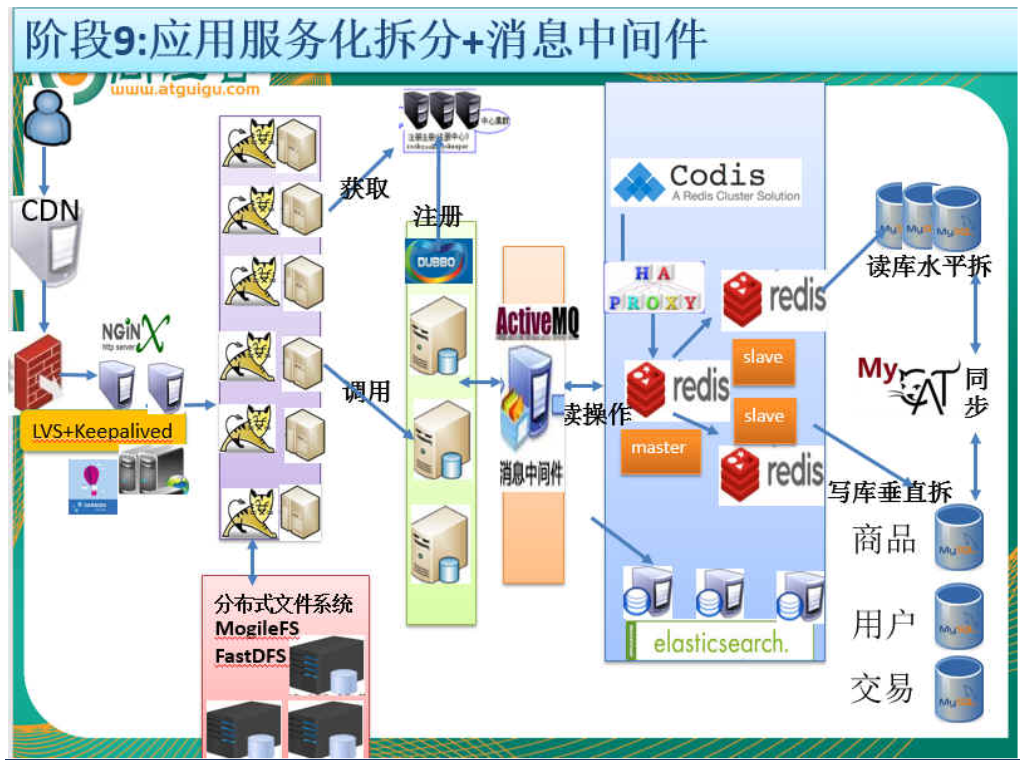 阶段9:应用服务化拆分+消息中间件
www.atguigu.com
CDN
NGiNX
http server
LVS+Keepalived
获取
注册
调用
DUBBO
ActiveMQ
消息中间件
读操作
分布式文件系统
MogileFS
FastDFS
Codis
A Redis Cluster Solution
HA
PROXY
redis
slave
redis
slave
master
redis
elasticsearch.
读库水平拆
MyCAT
同
步
写库垂直拆
商品
用户
交易